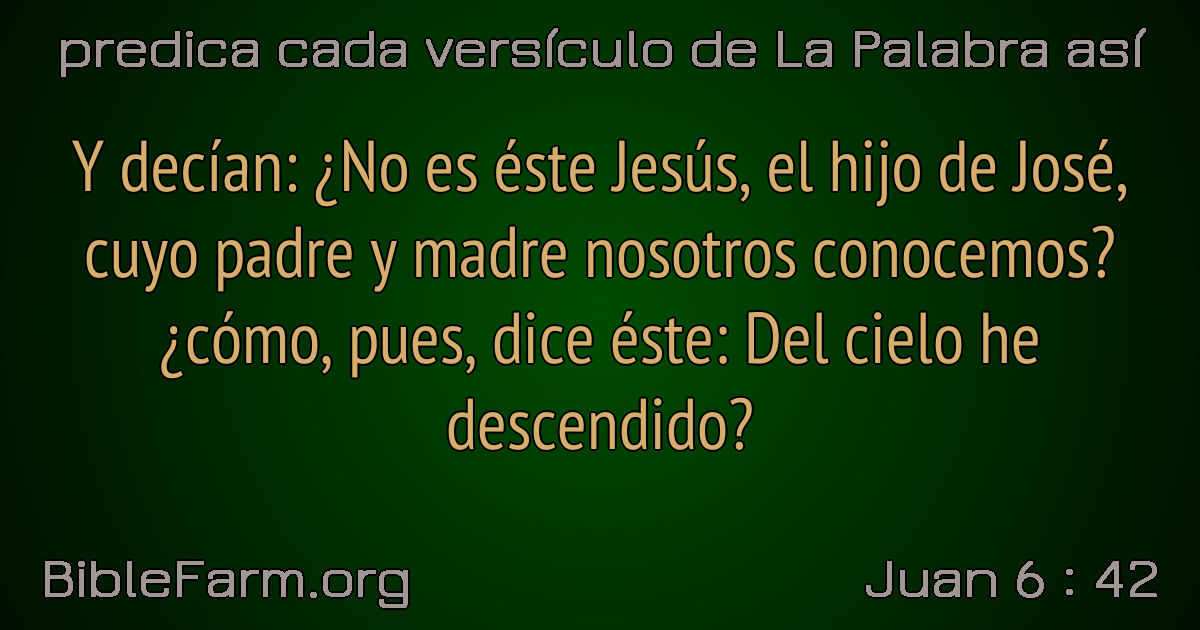 predica cada versículo de La Palabra así
Y decían: ¿No es éste Jesús, el hijo de José,
cuyo padre y madre nosotros conocemos?
¿cómo, pues, dice éste: Del cielo he
descendido?
BibleFarm.org
Juan 6 : 42